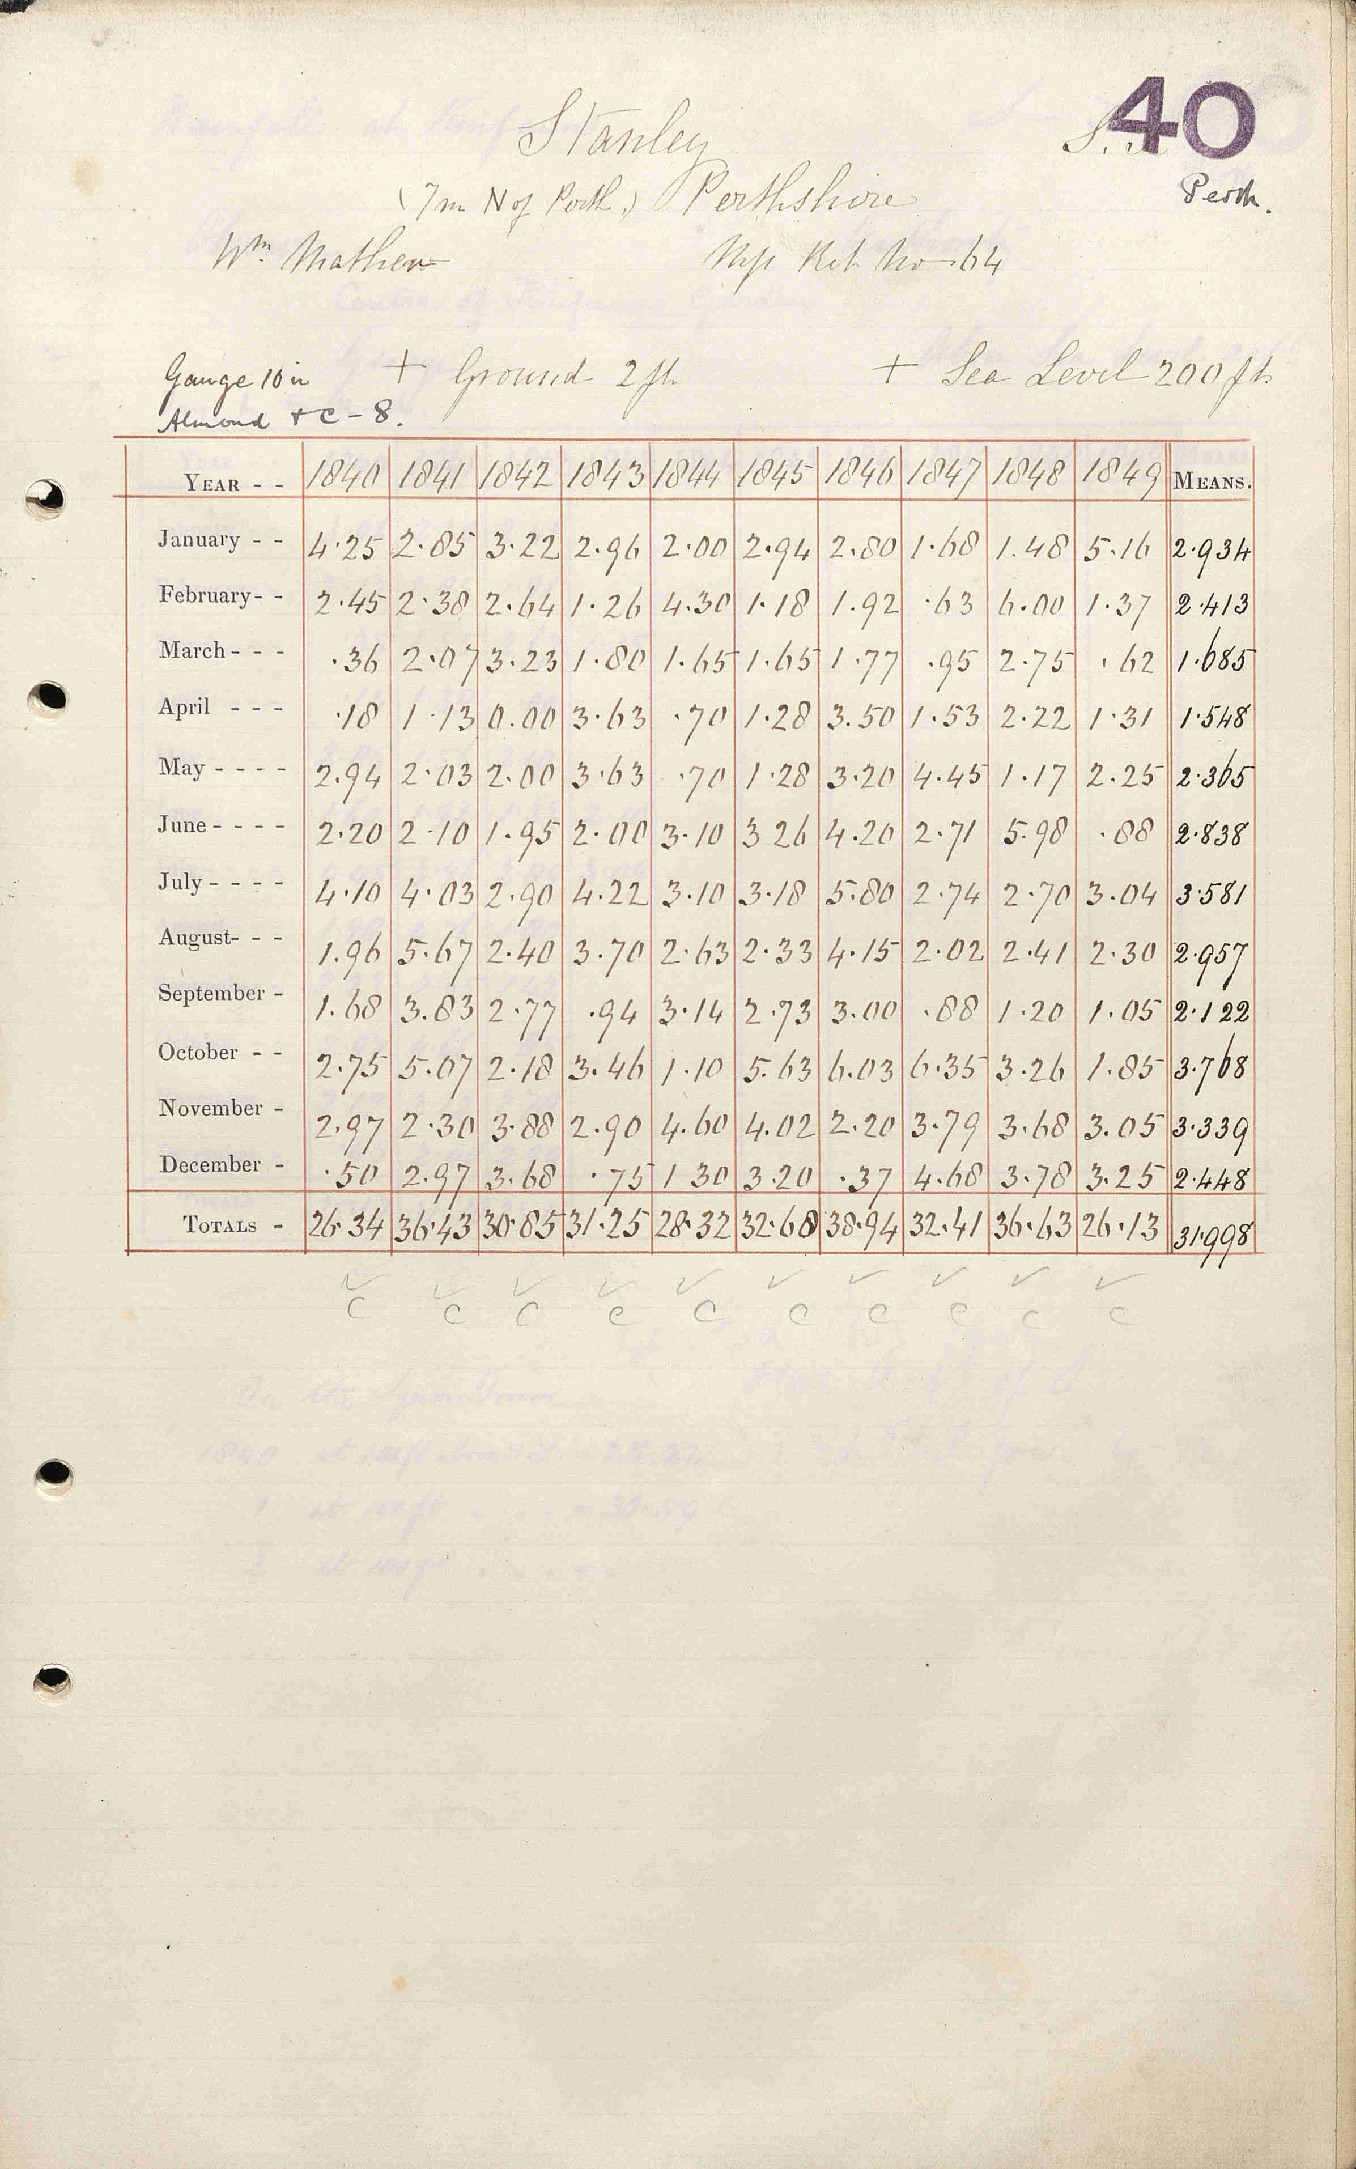 40
Stanley
(7m N of Perth) Perthshire
Perth.
Wm. Mathew
No 64
Gauge 10 in + Ground 2 ft. + Sea Level 200 ft.
Almond & C - 8.
YEAR - - 1840 1841 1842 1843 1844 1845 1846 1847 1848 1849 MEANS.
January - - 4.25 2.85 3.22 2.96 2.00 2.94 2.80 1.68 1.48 5.16 2.934
February - - 2.45 2.38 2.64 1.26 4.30 1.18 1.92 .63 6.00 1.37 2.413
March - - - .36 2.07 3.23 1.80 1.65 1.65 1.77 .95 2.75 .62 1.685
April - - - .18 1.13 0.00 3.63 .70 1.28 3.50 1.53 2.22 1.31 1.548
May - - - - 2.94 2.03 2.00 3.63 .70 1.28 3.20 4.45 1.17 2.25 2.365
June - - - - 2.20 2.10 1.95 2.00 3.10 3 26 4.20 2.71 5.98 .88 2.838
July - - - - 4.10 4.03 2.90 4.22 3.10 3.18 5.80 2.74 2.70 3.04 3.581
August - - - 1.96 5.67 2.40 3.70 2.63 2.33 4.15 2.02 2.41 2.30 2.957
September - 1.68 3.83 2.77 .94 3.14 2.73 3.00 .88 1.20 1.05 2.122
October - - 2.75 5.07 2.18 3.46 1.10 5.63 6.03 6.35 3.26 1.85 3.768
November - 2.97 2.30 3.88 2.90 4.60 4.02 2.20 3.79 3.68 3.05 3.339
December - .50 2.97 3.68 .75 1 30 3.20 .37 4.68 3.78 3.25 2.448
TOTALS - 26.34 36.43 30.85 31.25 28.32 32.68 38.94 32.41 36.63 26.13 31.998
✓ ✓ ✓ ✓ ✓ ✓ ✓ ✓ ✓ ✓
C C C C C C C C C C